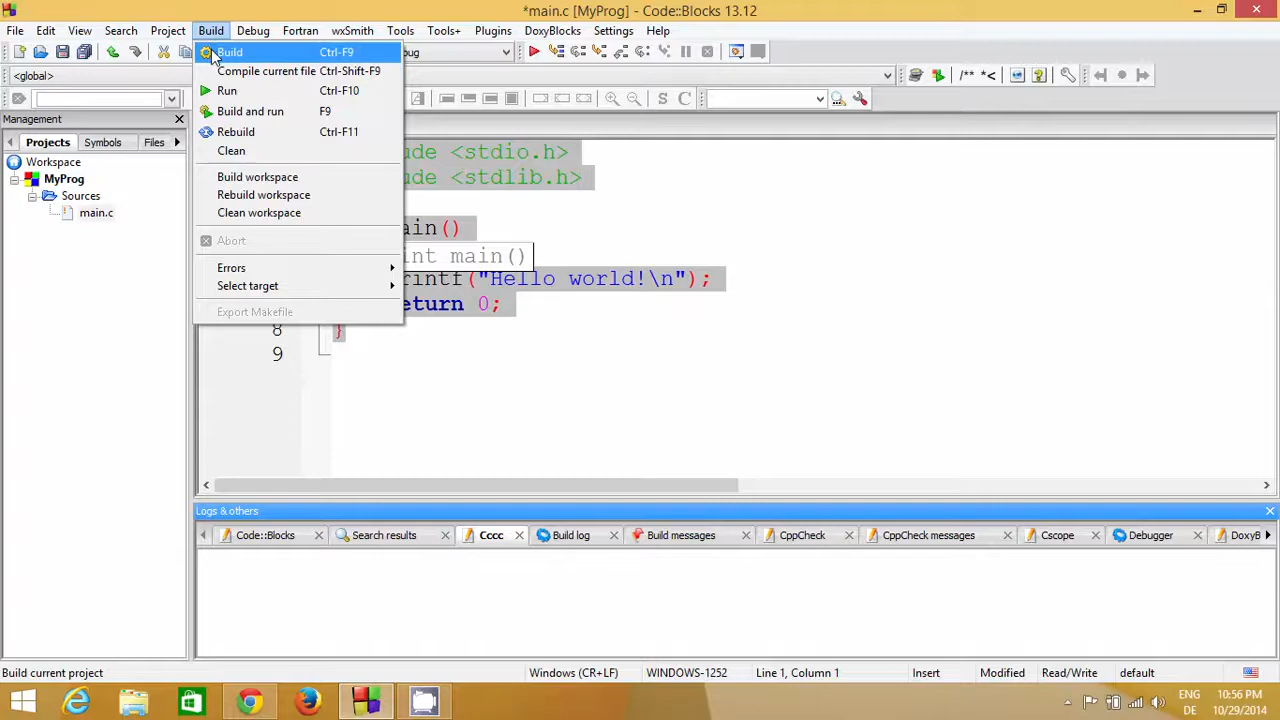 *main.c [MyProg] - Code::Blocks 13.12
File Edit View Search Project Build Debug Fortran wxSmith Tools Tools+ Plugins DoxyBlocks Settings Help
Build Ctrl-F9
Compile current file Ctrl-Shift-F9
Run Ctrl-F10
Build and run F9
Rebuild Ctrl-F11
Clean
Build workspace
Rebuild workspace
Clean workspace
Abort
Errors
Select target
Export Makefile
ug
<global>
/** *<
S C
Management
Projects Symbols Files
Workspace
MyProg
Sources
main.c
ude <stdio.h>
ude <stdlib.h>
ain()
int main()
rintf("Hello world!\n");
eturn 0;
8 }
9
Logs & others
Code::Blocks Search results Cccc Build log Build messages CppCheck CppCheck messages Cscope Debugger DoxyB
Build current project Windows (CR+LF) WINDOWS-1252 Line 1, Column 1 Insert Modified Read/Write default
ENG 10:56 PM
DE 10/29/2014